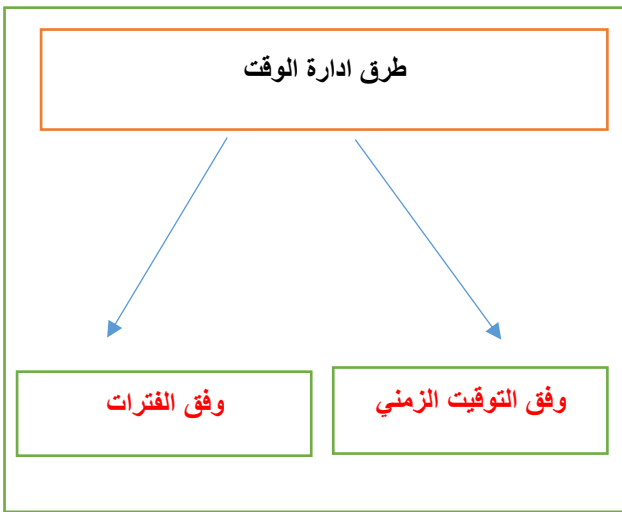 طرق ادارة الوقت
وفق التوقيت الزمني
وفق الفترات